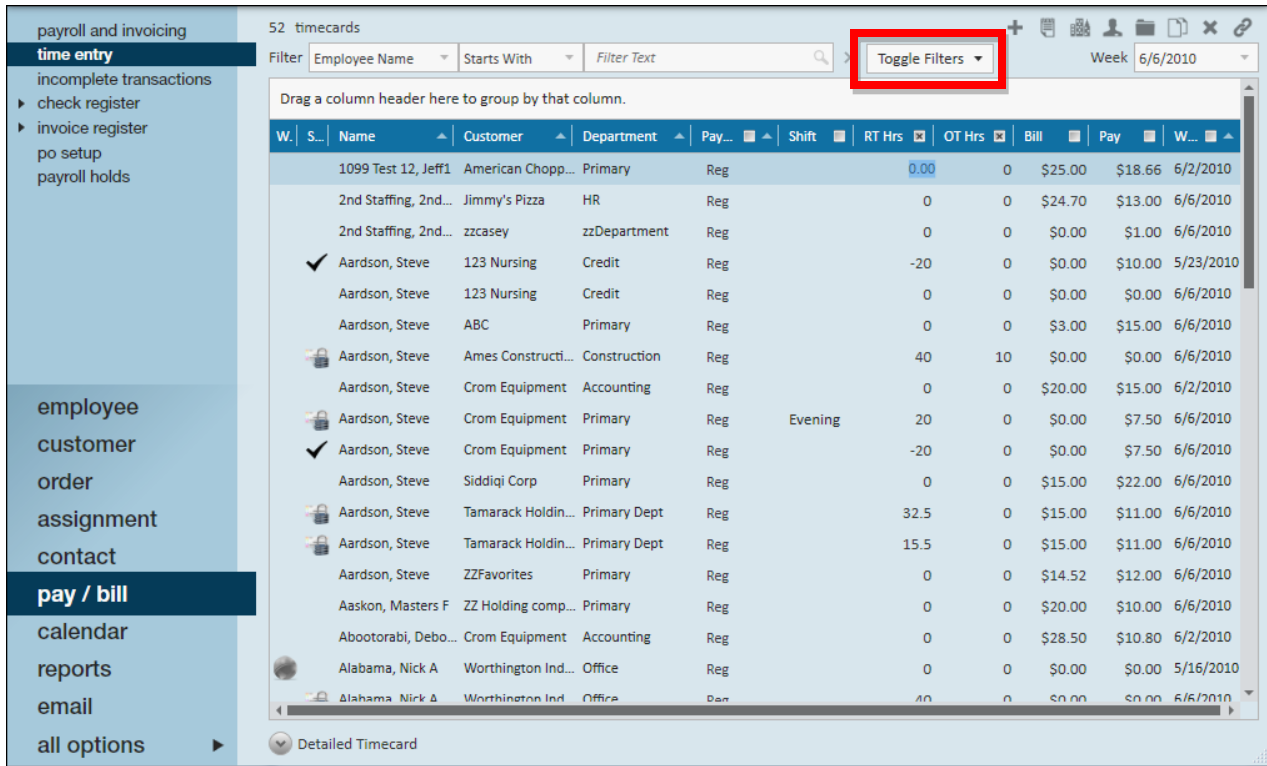 payroll and invoicing
time entry
incomplete transactions
check register
invoice register
po setup
payroll holds
employee
customer
order
assignment
contact
pay / bill
calendar
reports
email
all options
52 timecards
Filter Employee Name Starts With Filter Text Toggle Filters Week 6/6/2010
Drag a column header here to group by that column.
W. S... Name Customer Department Pay... Shift RT Hrs OT Hrs Bill Pay W...
1099 Test 12, Jeff1 American Chopp... Primary Reg 0.00 0 $25.00 $18.66 6/2/2010
2nd Staffing, 2nd... Jimmy's Pizza HR Reg 0 0 $24.70 $13.00 6/6/2010
2nd Staffing, 2nd... zzcasey zzDepartment Reg 0 0 $0.00 $1.00 6/6/2010
Aardson, Steve 123 Nursing Credit Reg -20 0 $0.00 $10.00 5/23/2010
Aardson, Steve 123 Nursing Credit Reg 0 0 $0.00 $0.00 6/6/2010
Aardson, Steve ABC Primary Reg 0 0 $3.00 $15.00 6/6/2010
Aardson, Steve Ames Constructi... Construction Reg 40 10 $0.00 $0.00 6/6/2010
Aardson, Steve Crom Equipment Accounting Reg 0 0 $20.00 $15.00 6/2/2010
Aardson, Steve Crom Equipment Primary Reg Evening 20 0 $0.00 $7.50 6/6/2010
Aardson, Steve Crom Equipment Primary Reg -20 0 $0.00 $7.50 6/6/2010
Aardson, Steve Siddiqi Corp Primary Reg 0 0 $15.00 $22.00 6/6/2010
Aardson, Steve Tamarack Holdin... Primary Dept Reg 32.5 0 $15.00 $11.00 6/6/2010
Aardson, Steve Tamarack Holdin... Primary Dept Reg 15.5 0 $15.00 $11.00 6/6/2010
Aardson, Steve ZZFavorites Primary Reg 0 0 $14.52 $12.00 6/6/2010
Aaskon, Masters F ZZ Holding comp... Primary Reg 0 0 $20.00 $10.00 6/6/2010
Abootorabi, Debo... Crom Equipment Accounting Reg 0 0 $28.50 $10.80 6/2/2010
Alabama, Nick A Worthington Ind... Office Reg 0 0 $0.00 $0.00 5/16/2010
Alabama, Nick A Worthington Ind... Office Reg 40 0 $0.00 $0.00 6/6/2010
Detailed Timecard